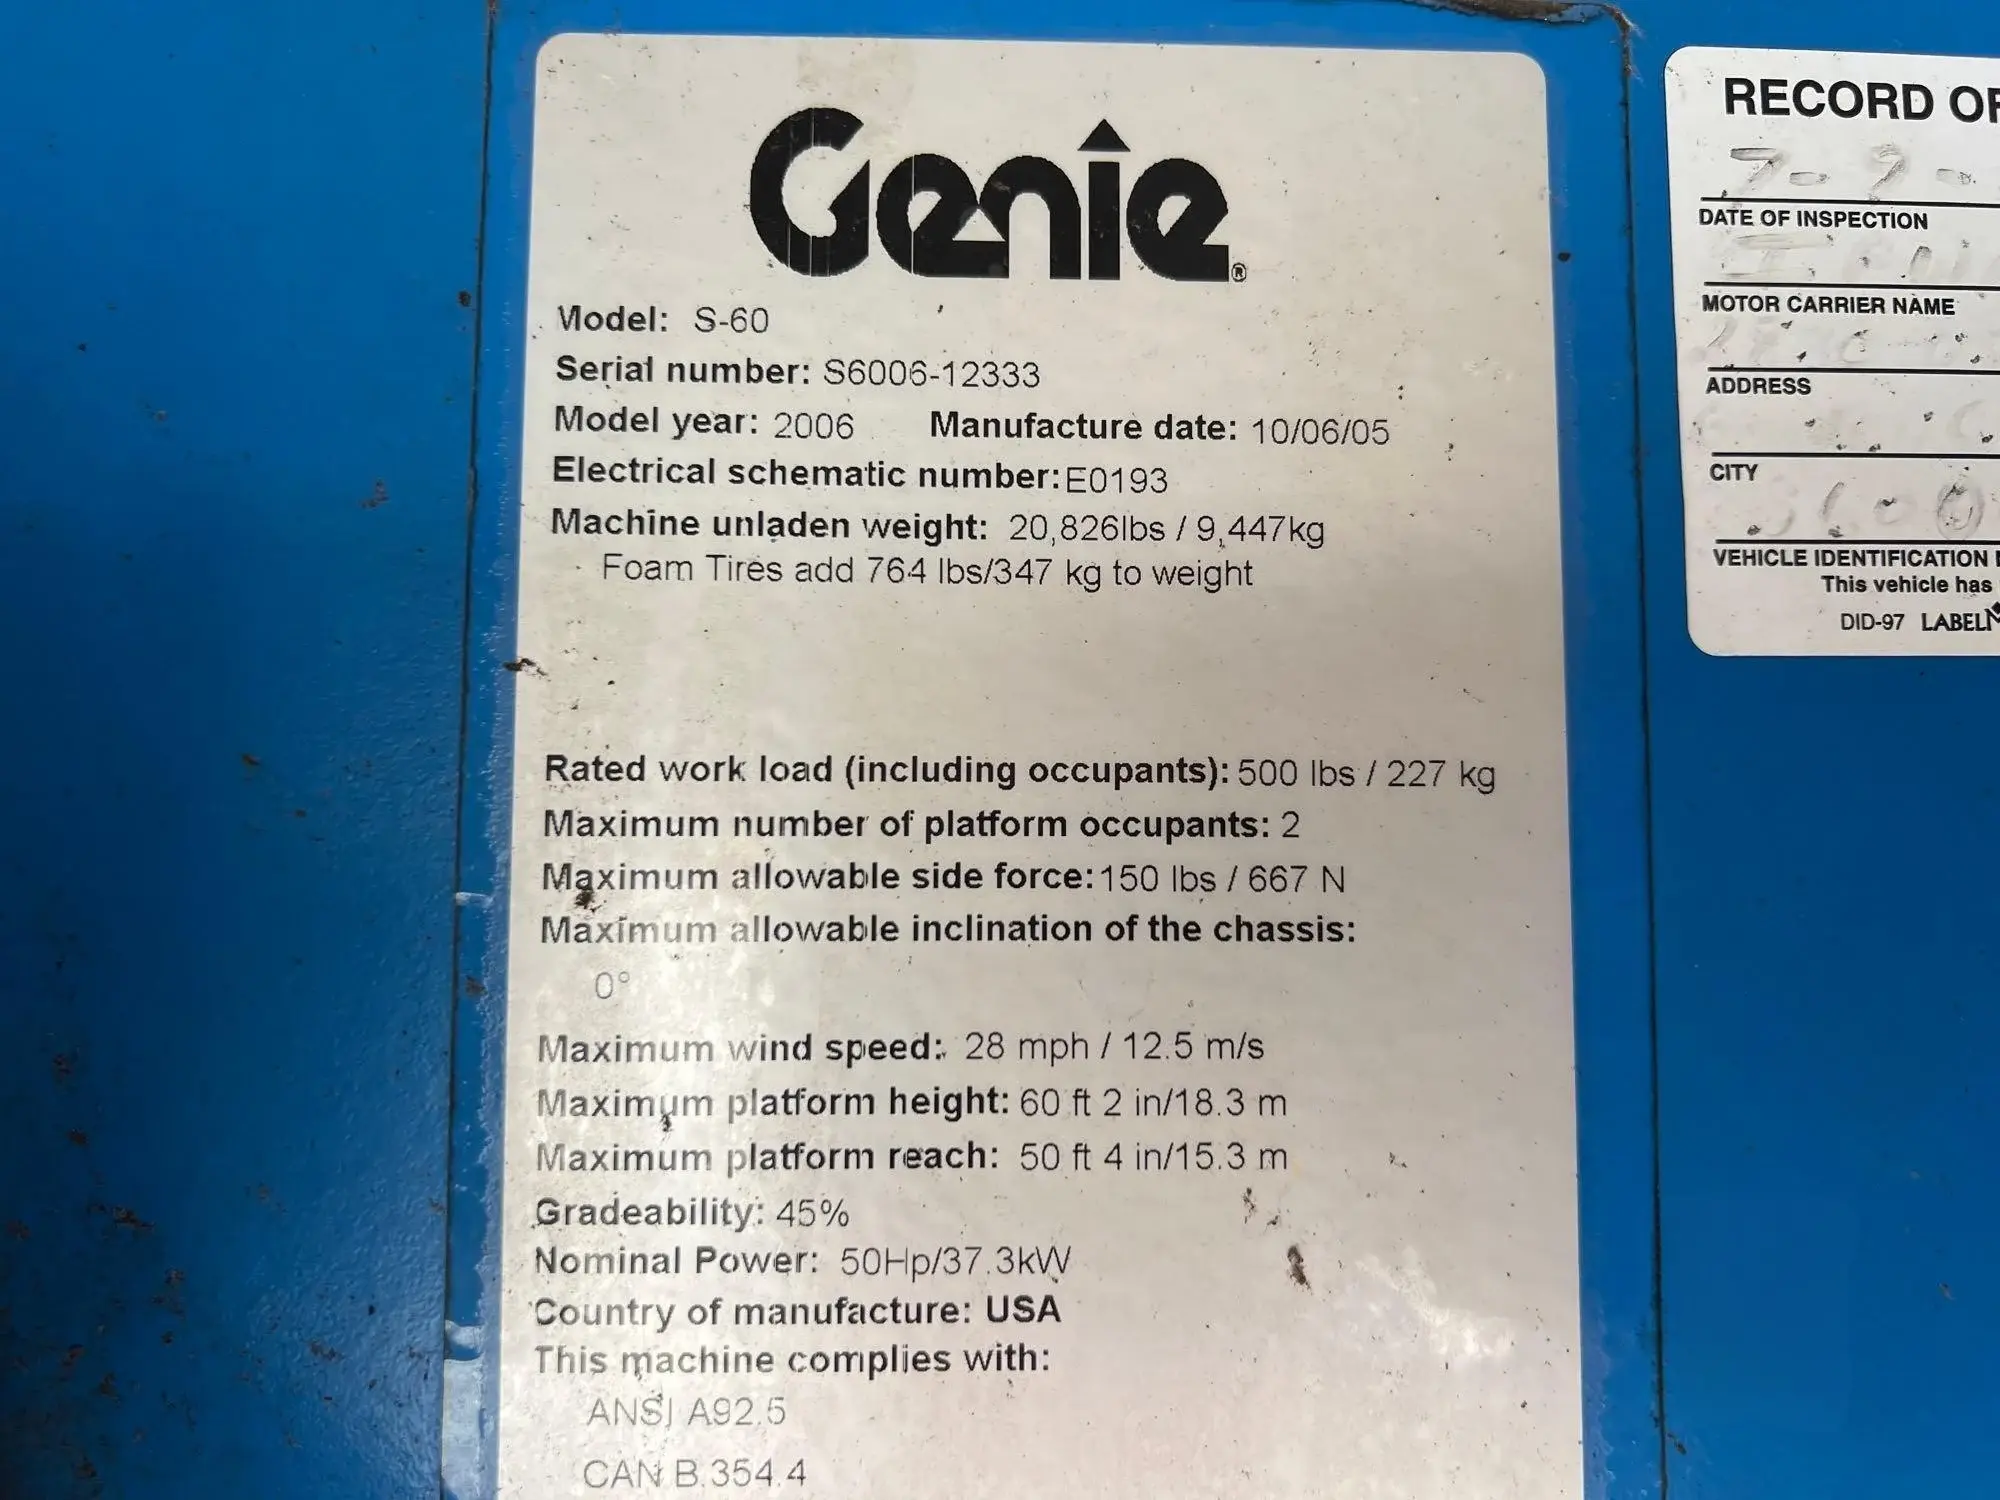 Genie®
Model: S-60
Serial number: S6006-12333
Model year: 2006 Manufacture date: 10/06/05
Electrical schematic number: E0193
Machine unladen weight: 20,826lbs / 9,447kg
Foam Tires add 764 lbs/347 kg to weight
Rated work load (including occupants): 500 lbs / 227 kg
Maximum number of platform occupants: 2
Maximum allowable side force: 150 lbs / 667 N
Maximum allowable inclination of the chassis:
0°
Maximum wind speed: 28 mph / 12.5 m/s
Maximum platform height: 60 ft 2 in/18.3 m
Maximum platform reach: 50 ft 4 in/15.3 m
Gradeability: 45%
Nominal Power: 50Hp/37.3kW
Country of manufacture: USA
This machine complies with:
ANSI A92.5
CAN B.354.4
RECORD OF
DATE OF INSPECTION
MOTOR CARRIER NAME
ADDRESS
CITY
VEHICLE IDENTIFICATION
This vehicle has
DID-97